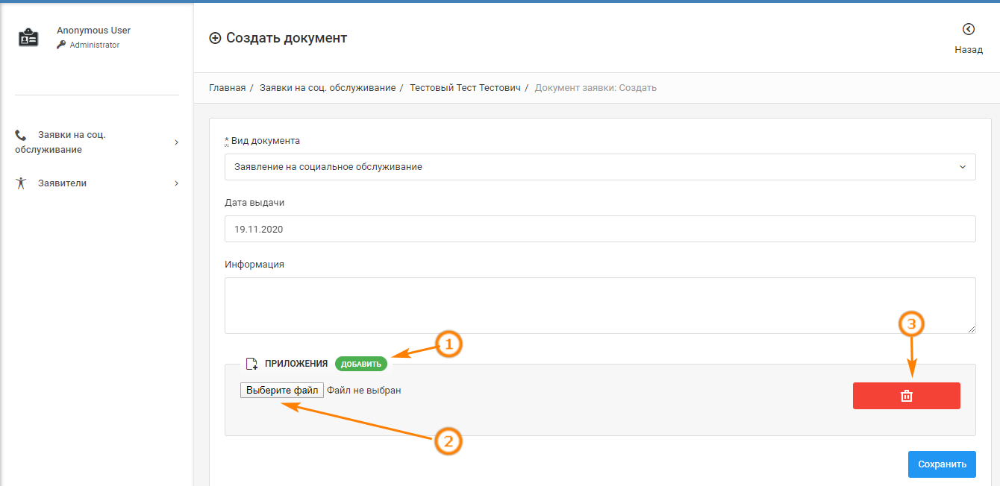 Anonymous User
Administrator
Заявки на соц.
обслуживание
Заявители
Создать документ
Назад
Главная / Заявки на соц. обслуживание / Тестовый Тест Тестович / Документ заявки: Создать
* Вид документа
Заявление на социальное обслуживание
Дата выдачи
19.11.2020
Информация
1
3
ПРИЛОЖЕНИЯ ДОБАВИТЬ
Выберите файл Файл не выбран
2
Сохранить